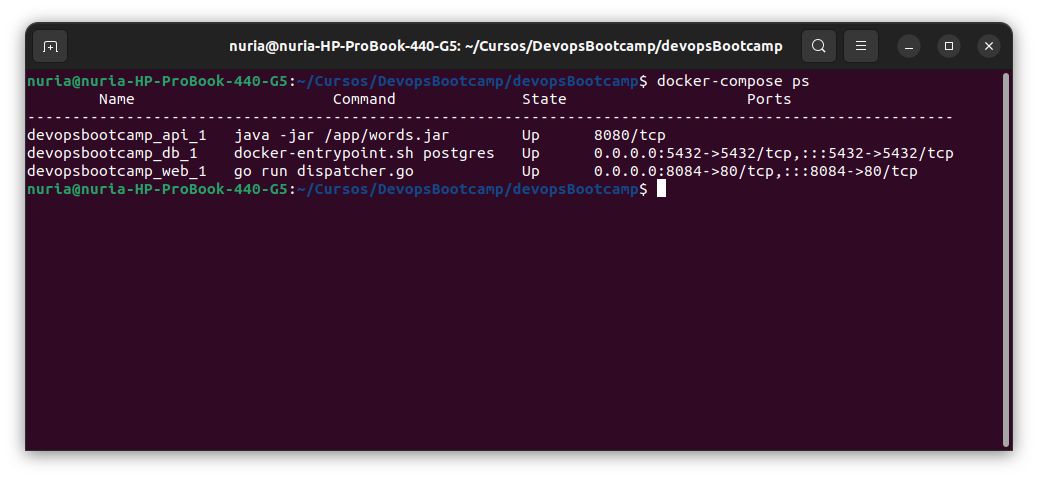 nuria@nuria-HP-ProBook-440-G5: ~/Cursos/DevopsBootcamp/devopsBootcamp
nuria@nuria-HP-ProBook-440-G5:~/Cursos/DevopsBootcamp/devopsBootcamp$ docker-compose ps
        Name                      Command              State                    Ports
-------------------------------------------------------------------------------------------------------
devopsbootcamp_api_1   java -jar /app/words.jar        Up      8080/tcp
devopsbootcamp_db_1    docker-entrypoint.sh postgres   Up      0.0.0.0:5432->5432/tcp,:::5432->5432/tcp
devopsbootcamp_web_1   go run dispatcher.go            Up      0.0.0.0:8084->80/tcp,:::8084->80/tcp
nuria@nuria-HP-ProBook-440-G5:~/Cursos/DevopsBootcamp/devopsBootcamp$